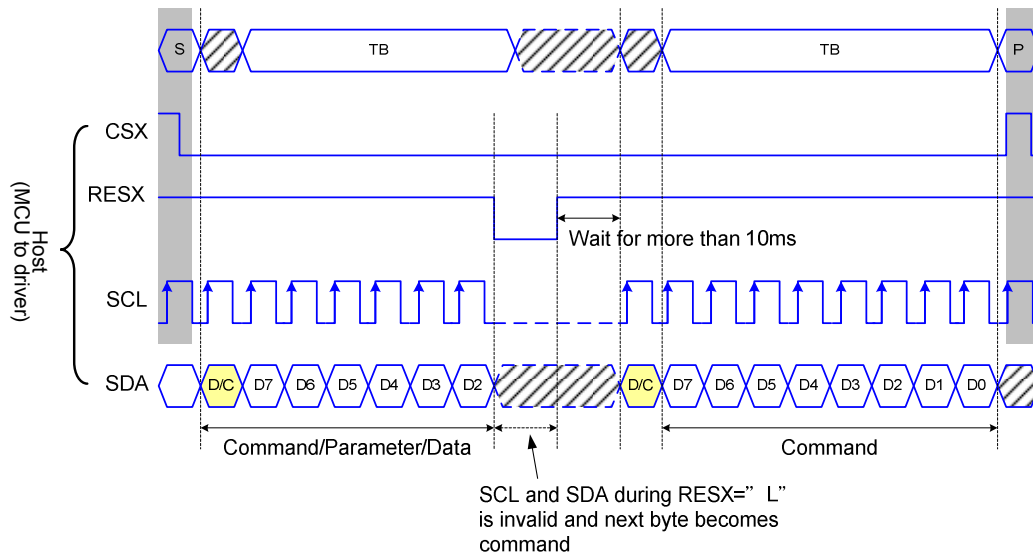 S TB TB P
CSX
RESX
Wait for more than 10ms
Host
(MCU to driver)
SCL
SDA D/C D7 D6 D5 D4 D3 D2 D/C D7 D6 D5 D4 D3 D2 D1 D0
Command/Parameter/Data Command
SCL and SDA during RESX=” L”
is invalid and next byte becomes
command